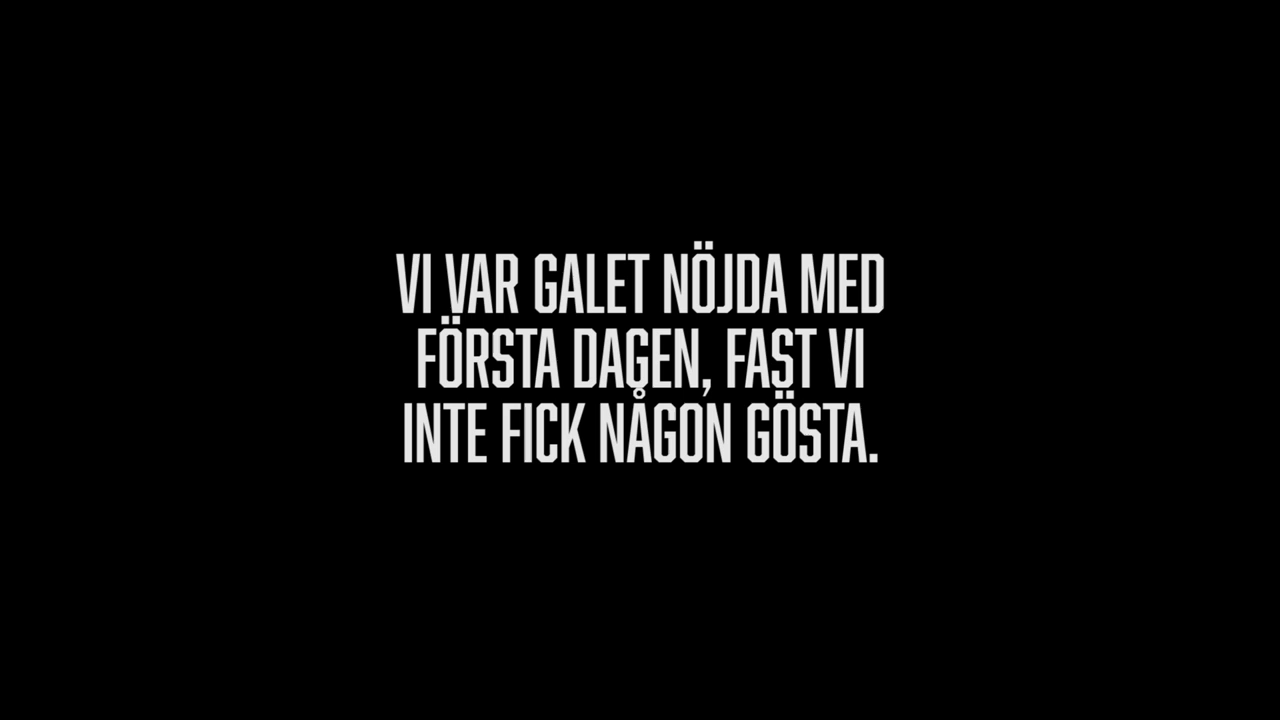 VI VAR GALET NÖJDA MED
FÖRSTA DAGEN, FAST VI
INTE FICK NÅGON GÖSTA.